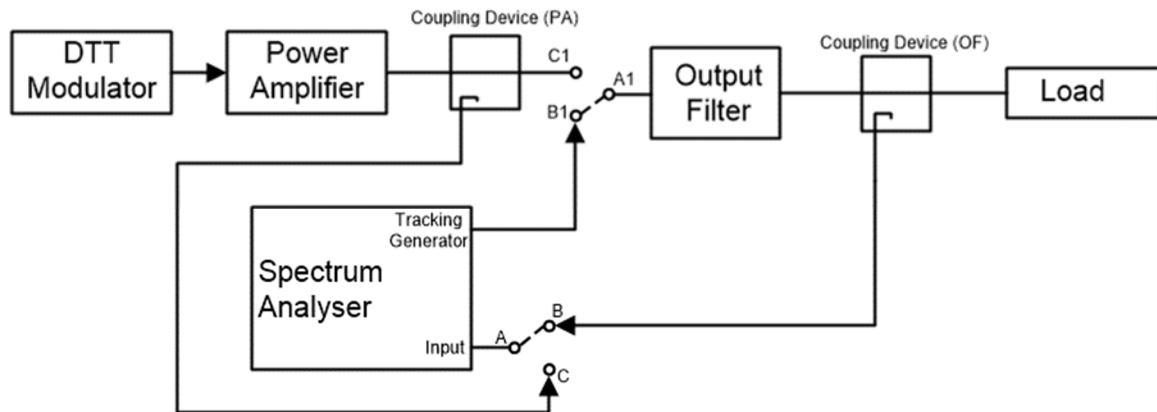 DTT
Modulator
Power
Amplifier
Coupling Device (PA)
C1
A1
B1
Output
Filter
Coupling Device (OF)
Load
Tracking
Generator
Spectrum
Analyser
Input
A
B
C